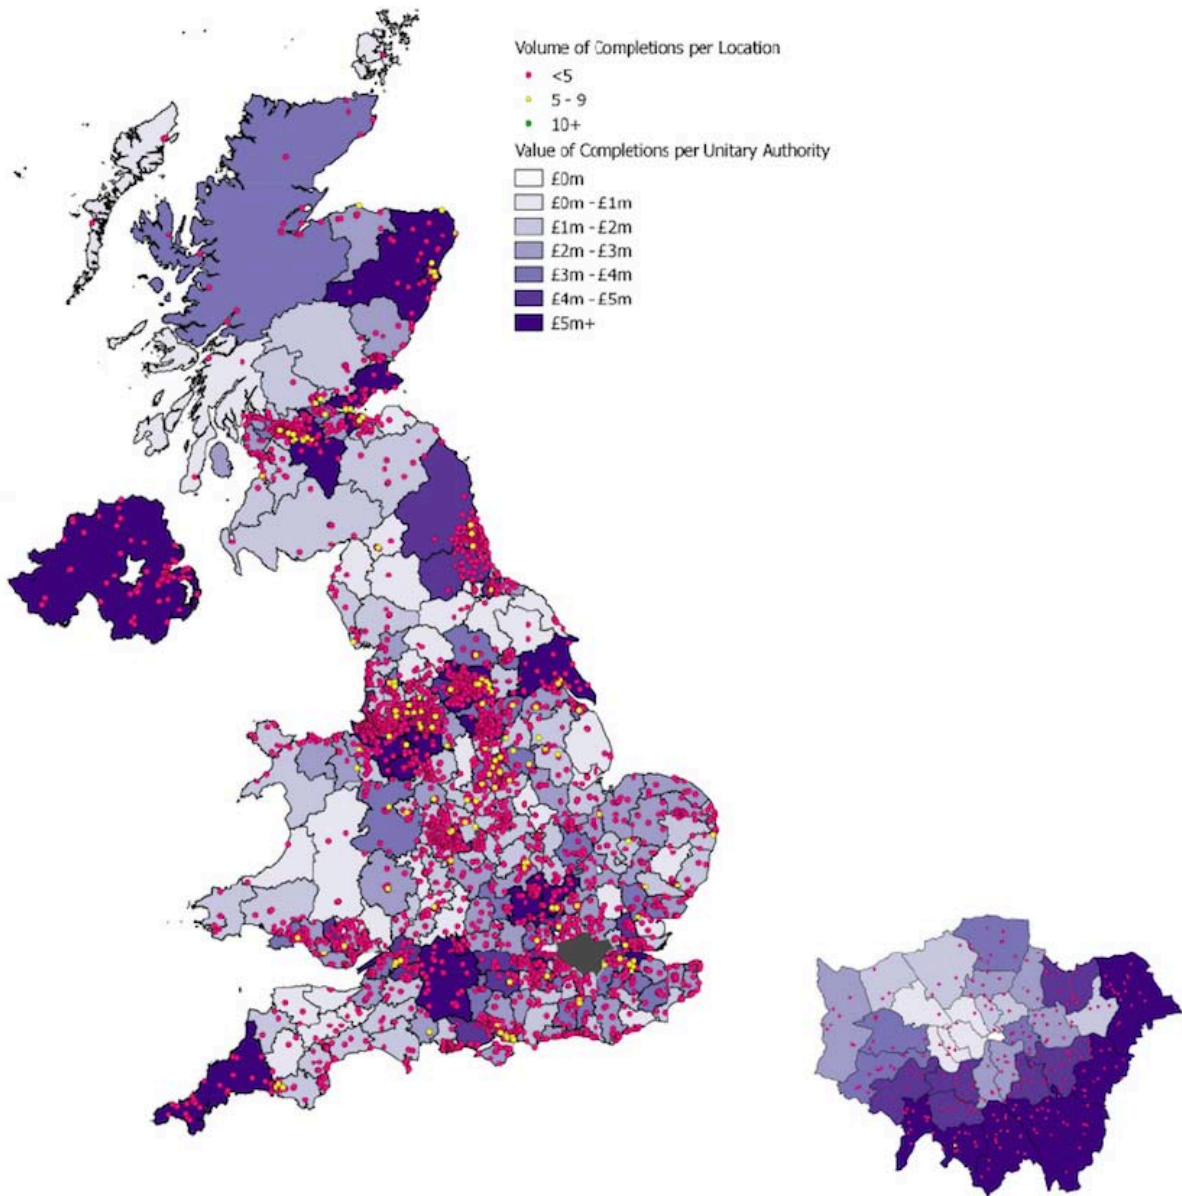 Volume of Completions per Location
<5
5 - 9
10+
Value of Completions per Unitary Authority
£0m
£0m - £1m
£1m - £2m
£2m - £3m
£3m - £4m
£4m - £5m
£5m+